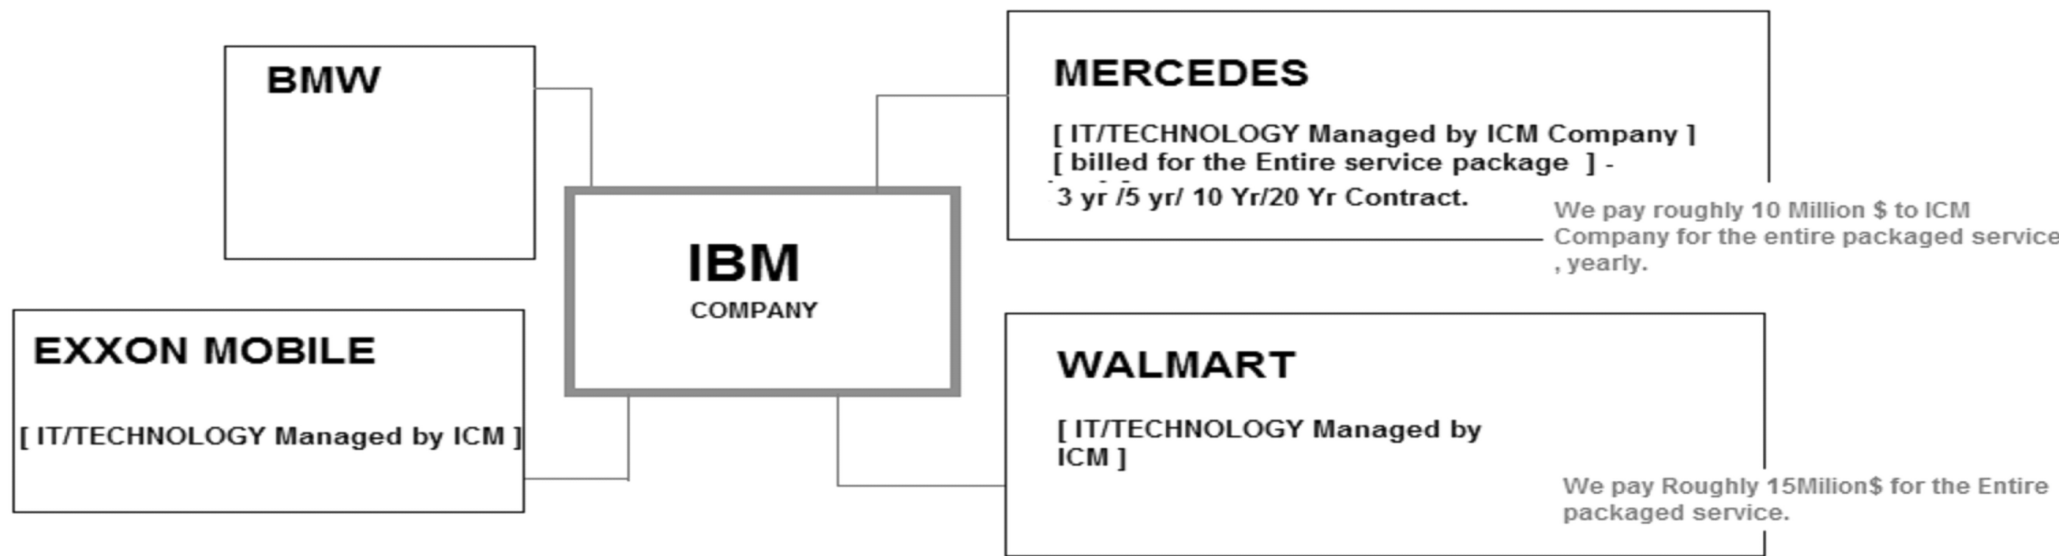 BMW
MERCEDES
[ IT/TECHNOLOGY Managed by ICM Company ]
[ billed for the Entire service package  ] -
3 yr /5 yr/ 10 Yr/20 Yr Contract.
We pay roughly 10 Million $ to ICM
Company for the entire packaged service
, yearly.
IBM
COMPANY
EXXON MOBILE
[ IT/TECHNOLOGY Managed by ICM ]
WALMART
[ IT/TECHNOLOGY Managed by
ICM ]
We pay Roughly 15Milion$ for the Entire
packaged service.